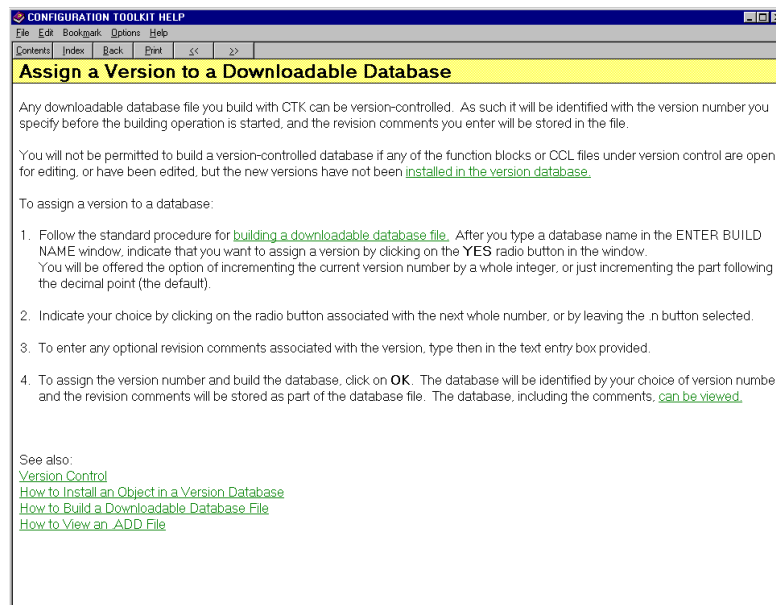 CONFIGURATION TOOLKIT HELP
File Edit Bookmark Options Help
Contents Index Back Print << >>
Assign a Version to a Downloadable Database
Any downloadable database file you build with CTK can be version-controlled. As such it will be identified with the version number you
specify before the building operation is started, and the revision comments you enter will be stored in the file.
You will not be permitted to build a version-controlled database if any of the function blocks or CCL files under version control are open
for editing, or have been edited, but the new versions have not been installed in the version database.
To assign a version to a database:
1. Follow the standard procedure for building a downloadable database file. After you type a database name in the ENTER BUILD
NAME window, indicate that you want to assign a version by clicking on the YES radio button in the window.
You will be offered the option of incrementing the current version number by a whole integer, or just incrementing the part following
the decimal point (the default).
2. Indicate your choice by clicking on the radio button associated with the next whole number, or by leaving the .n button selected.
3. To enter any optional revision comments associated with the version, type then in the text entry box provided.
4. To assign the version number and build the database, click on OK. The database will be identified by your choice of version numbe
and the revision comments will be stored as part of the database file. The database, including the comments, can be viewed.
See also:
Version Control
How to Install an Object in a Version Database
How to Build a Downloadable Database File
How to View an .ADD File